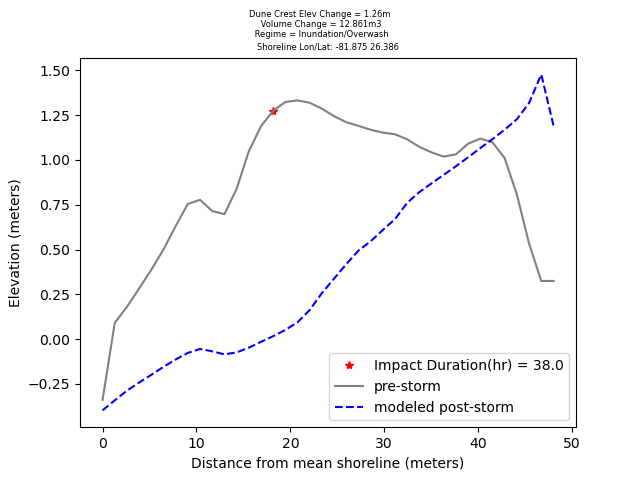 Dune Crest Elev Change = 1.26m
Volume Change = 12.861m3
Regime = Inundation/Overwash
Shoreline Lon/Lat: -81.875 26.386
1.50
1.25
1.00
0.75
0.50
0.25
0.00
−0.25
Elevation (meters)
Impact Duration(hr) = 38.0
pre-storm
modeled post-storm
0 10 20 30 40 50
Distance from mean shoreline (meters)